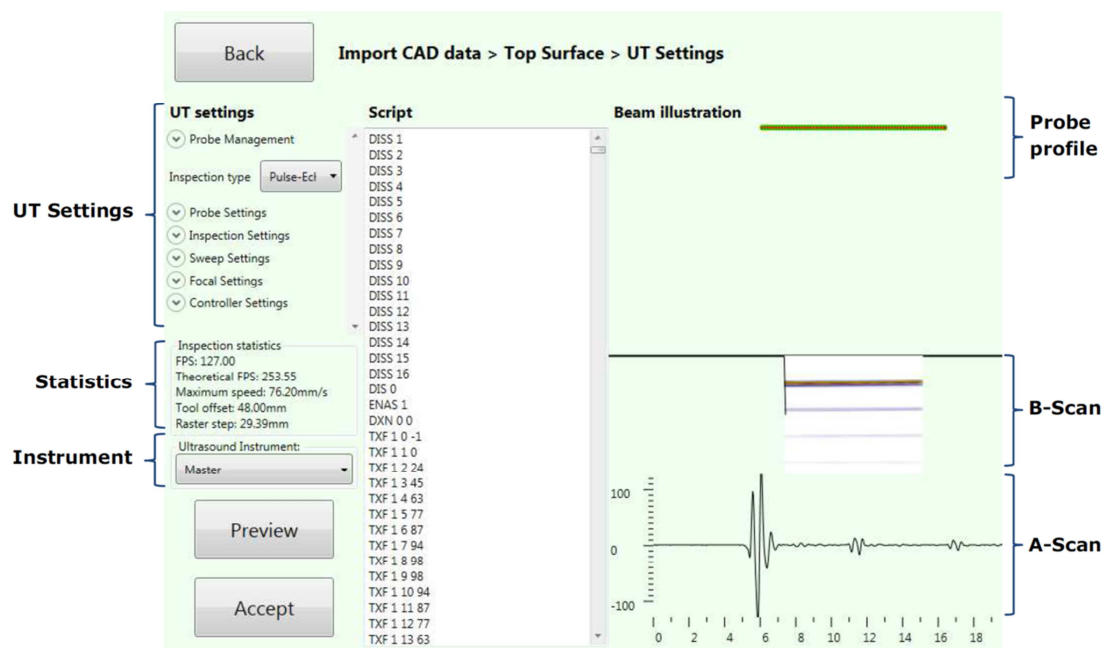 Back
Import CAD data > Top Surface > UT Settings
UT settings
Probe Management
Inspection type Pulse-Ecl
Probe Settings
Inspection Settings
Sweep Settings
Focal Settings
Controller Settings
Inspection statistics
FPS: 127.00
Theoretical FPS: 253.55
Maximum speed: 76.20mm/s
Tool offset: 48.00mm
Raster step: 29.39mm
Ultrasound Instrument:
Master
Preview
Accept
Script
DISS 1
DISS 2
DISS 3
DISS 4
DISS 5
DISS 6
DISS 7
DISS 8
DISS 9
DISS 10
DISS 11
DISS 12
DISS 13
DISS 14
DISS 15
DISS 16
DIS 0
ENAS 1
DXN 0 0
TXF 1 0 -1
TXF 1 1 0
TXF 1 2 24
TXF 1 3 45
TXF 1 4 63
TXF 1 5 77
TXF 1 6 87
TXF 1 7 94
TXF 1 8 98
TXF 1 9 98
TXF 1 10 94
TXF 1 11 87
TXF 1 12 77
TXF 1 13 63
Beam illustration
100
0
-100
0 2 4 6 8 10 12 14 16 18
UT Settings
Statistics
Instrument
Probe
profile
B-Scan
A-Scan